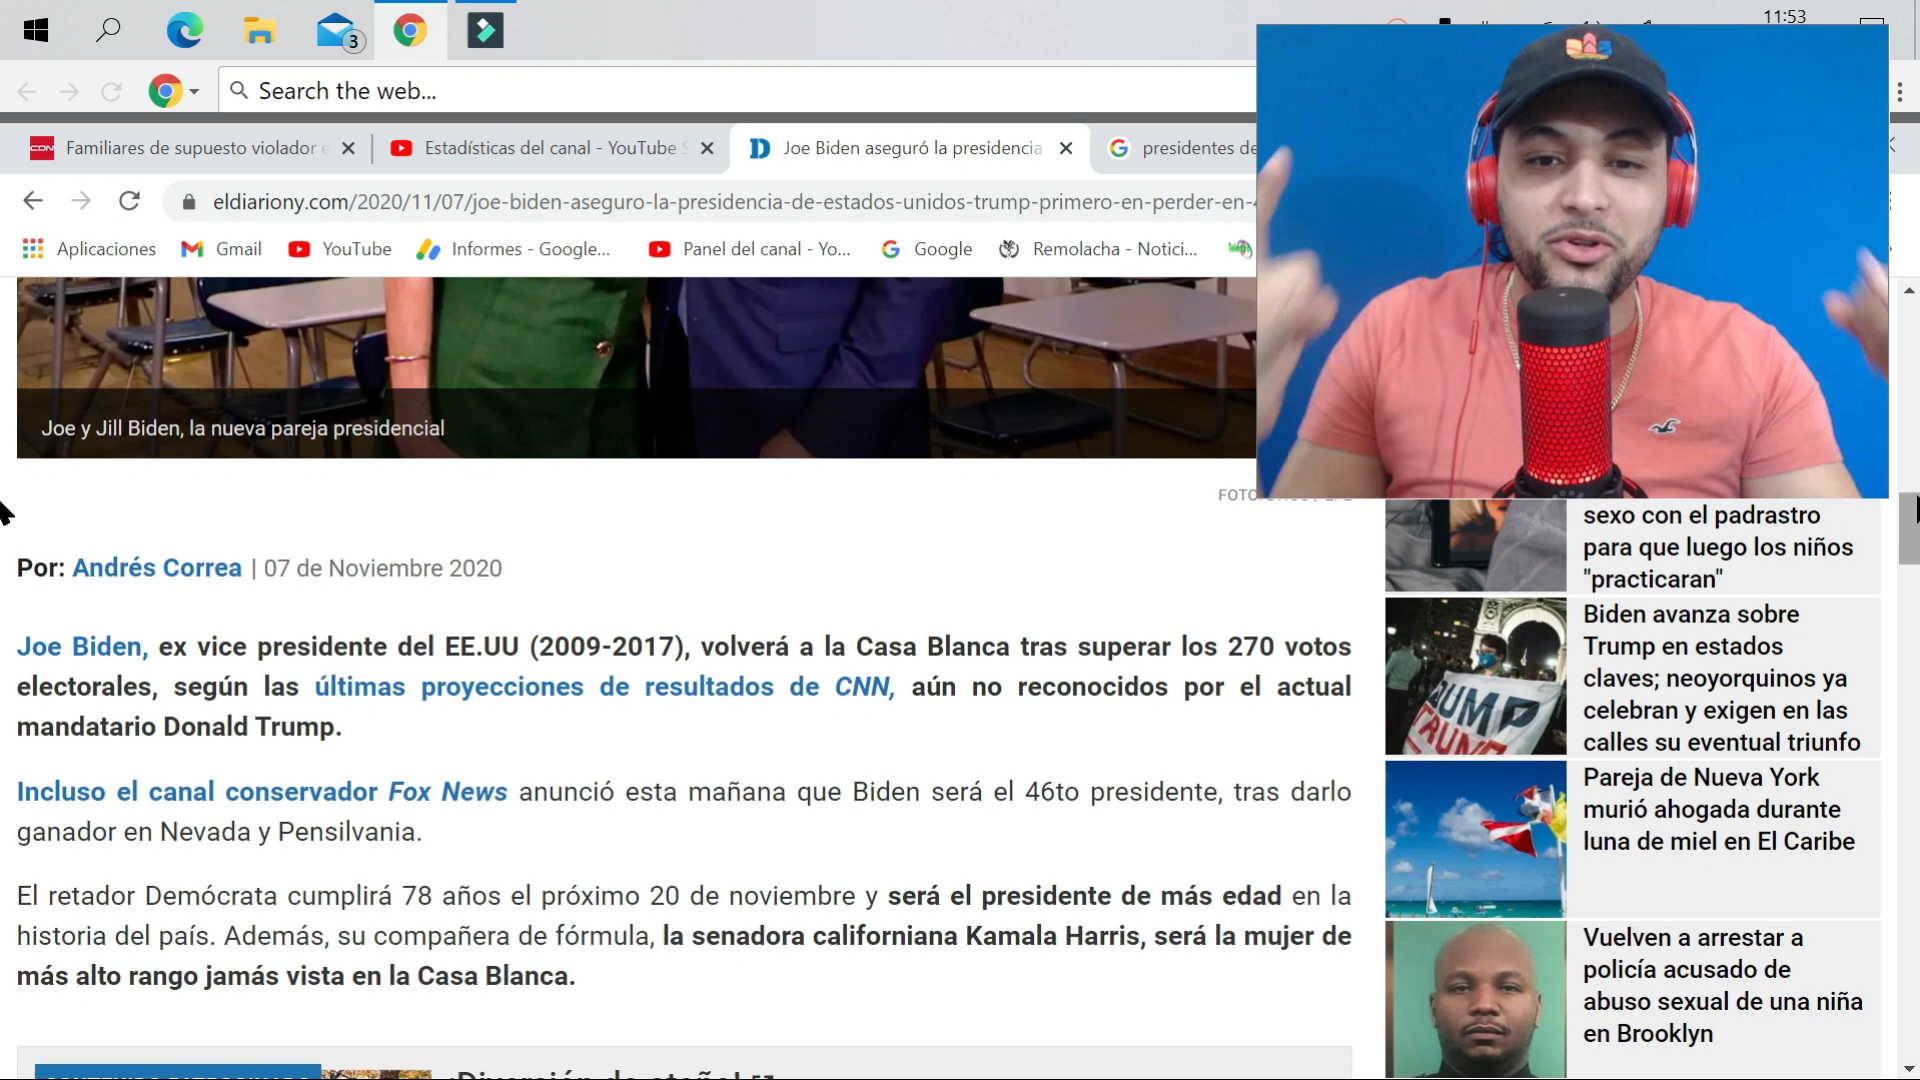 3
11:53
Search the web...
CDN
Familiares de supuesto violador
Estadísticas del canal - YouTube
Joe Biden aseguró la presidencia
presidentes de
eldiariony.com/2020/11/07/joe-biden-aseguro-la-presidencia-de-estados-unidos-trump-primero-en-perder-en-
Aplicaciones
Gmail
YouTube
Informes - Google...
Panel del canal - Yo...
Google
Remolacha - Notici...
Joe y Jill Biden, la nueva pareja presidencial
FOTO
Por: Andrés Correa | 07 de Noviembre 2020
Joe Biden, ex vice presidente del EE.UU (2009-2017), volverá a la Casa Blanca tras superar los 270 votos
electorales, según las últimas proyecciones de resultados de CNN, aún no reconocidos por el actual
mandatario Donald Trump.
Incluso el canal conservador Fox News anunció esta mañana que Biden será el 46to presidente, tras darlo
ganador en Nevada y Pensilvania.
El retador Demócrata cumplirá 78 años el próximo 20 de noviembre y será el presidente de más edad en la
historia del país. Además, su compañera de fórmula, la senadora californiana Kamala Harris, será la mujer de
más alto rango jamás vista en la Casa Blanca.
sexo con el padrastro
para que luego los niños
"practicaran"
Biden avanza sobre
Trump en estados
claves; neoyorquinos ya
celebran y exigen en las
calles su eventual triunfo
Pareja de Nueva York
murió ahogada durante
luna de miel en El Caribe
Vuelven a arrestar a
policía acusado de
abuso sexual de una niña
en Brooklyn